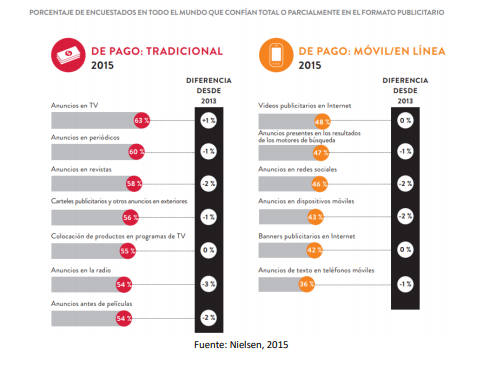 PORCENTAJE DE ENCUESTADOS EN TODO EL MUNDO QUE CONFÍAN TOTAL O PARCIALMENTE EN EL FORMATO PUBLICITARIO
DE PAGO: TRADICIONAL
2015
DIFERENCIA
DESDE
2013
Anuncios en TV
63 %
+1 %
Anuncios en periódicos
60 %
-1 %
Anuncios en revistas
58 %
-2 %
Carteles publicitarios y otros anuncios en exteriores
56 %
-1 %
Colocación de productos en programas de TV
55 %
0 %
Anuncios en la radio
54 %
-3 %
Anuncios antes de películas
54 %
-2 %
DE PAGO: MÓVIL/EN LÍNEA
2015
DIFERENCIA
DESDE
2013
Videos publicitarios en Internet
48 %
0 %
Anuncios presentes en los resultados
de los motores de búsqueda
47 %
-1 %
Anuncios en redes sociales
46 %
-2 %
Anuncios en dispositivos móviles
43 %
-2 %
Banners publicitarios en Internet
42 %
0 %
Anuncios de texto en teléfonos móviles
36 %
-1 %
Fuente: Nielsen, 2015